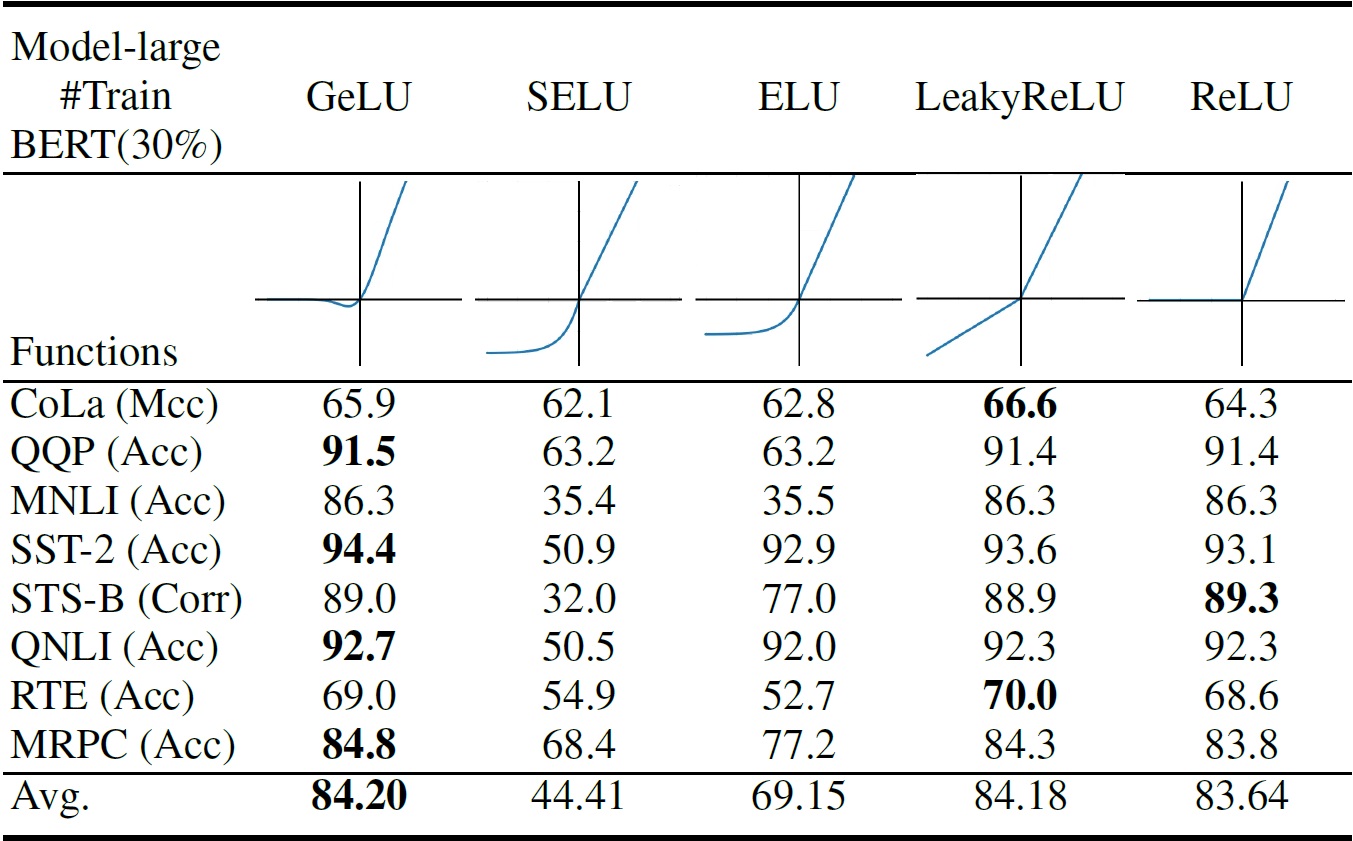 Model-large
#Train
BERT(30%)
GeLU SELU ELU LeakyReLU ReLU
Functions
CoLa (Mcc) 65.9 62.1 62.8 66.6 64.3
QQP (Acc) 91.5 63.2 63.2 91.4 91.4
MNLI (Acc) 86.3 35.4 35.5 86.3 86.3
SST-2 (Acc) 94.4 50.9 92.9 93.6 93.1
STS-B (Corr) 89.0 32.0 77.0 88.9 89.3
QNLI (Acc) 92.7 50.5 92.0 92.3 92.3
RTE (Acc) 69.0 54.9 52.7 70.0 68.6
MRPC (Acc) 84.8 68.4 77.2 84.3 83.8
Avg. 84.20 44.41 69.15 84.18 83.64